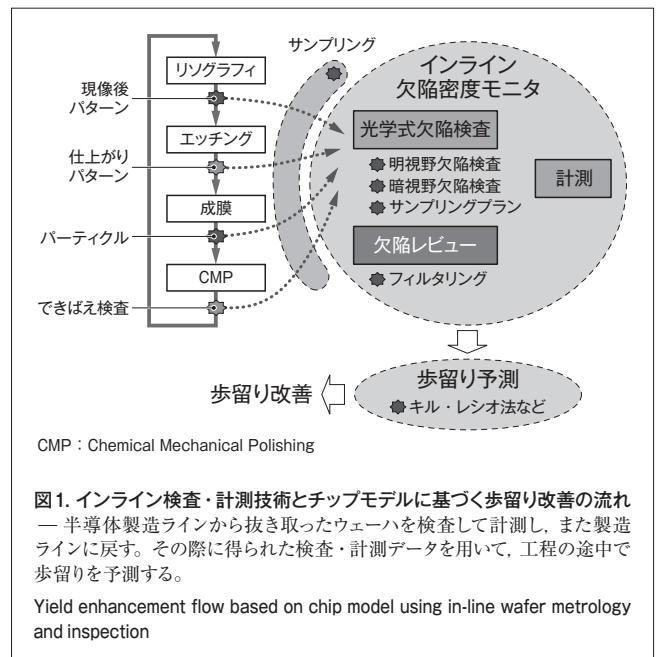 サンプリング
リソグラフィ
現像後
パターン
エッチング
仕上がり
パターン
成膜
パーティクル
CMP
できばえ検査
インライン
欠陥密度モニタ
光学式欠陥検査
明視野欠陥検査
暗視野欠陥検査
サンプリングプラン
計測
欠陥レビュー
フィルタリング
歩留り予測
キル・レシオ法など
歩留り改善
CMP：Chemical Mechanical Polishing
図1. インライン検査・計測技術とチップモデルに基づく歩留り改善の流れ
― 半導体製造ラインから抜き取ったウェーハを検査して計測し，また製造
ラインに戻す。その際に得られた検査・計測データを用いて，工程の途中で
歩留りを予測する。
Yield enhancement flow based on chip model using in-line wafer metrology
and inspection